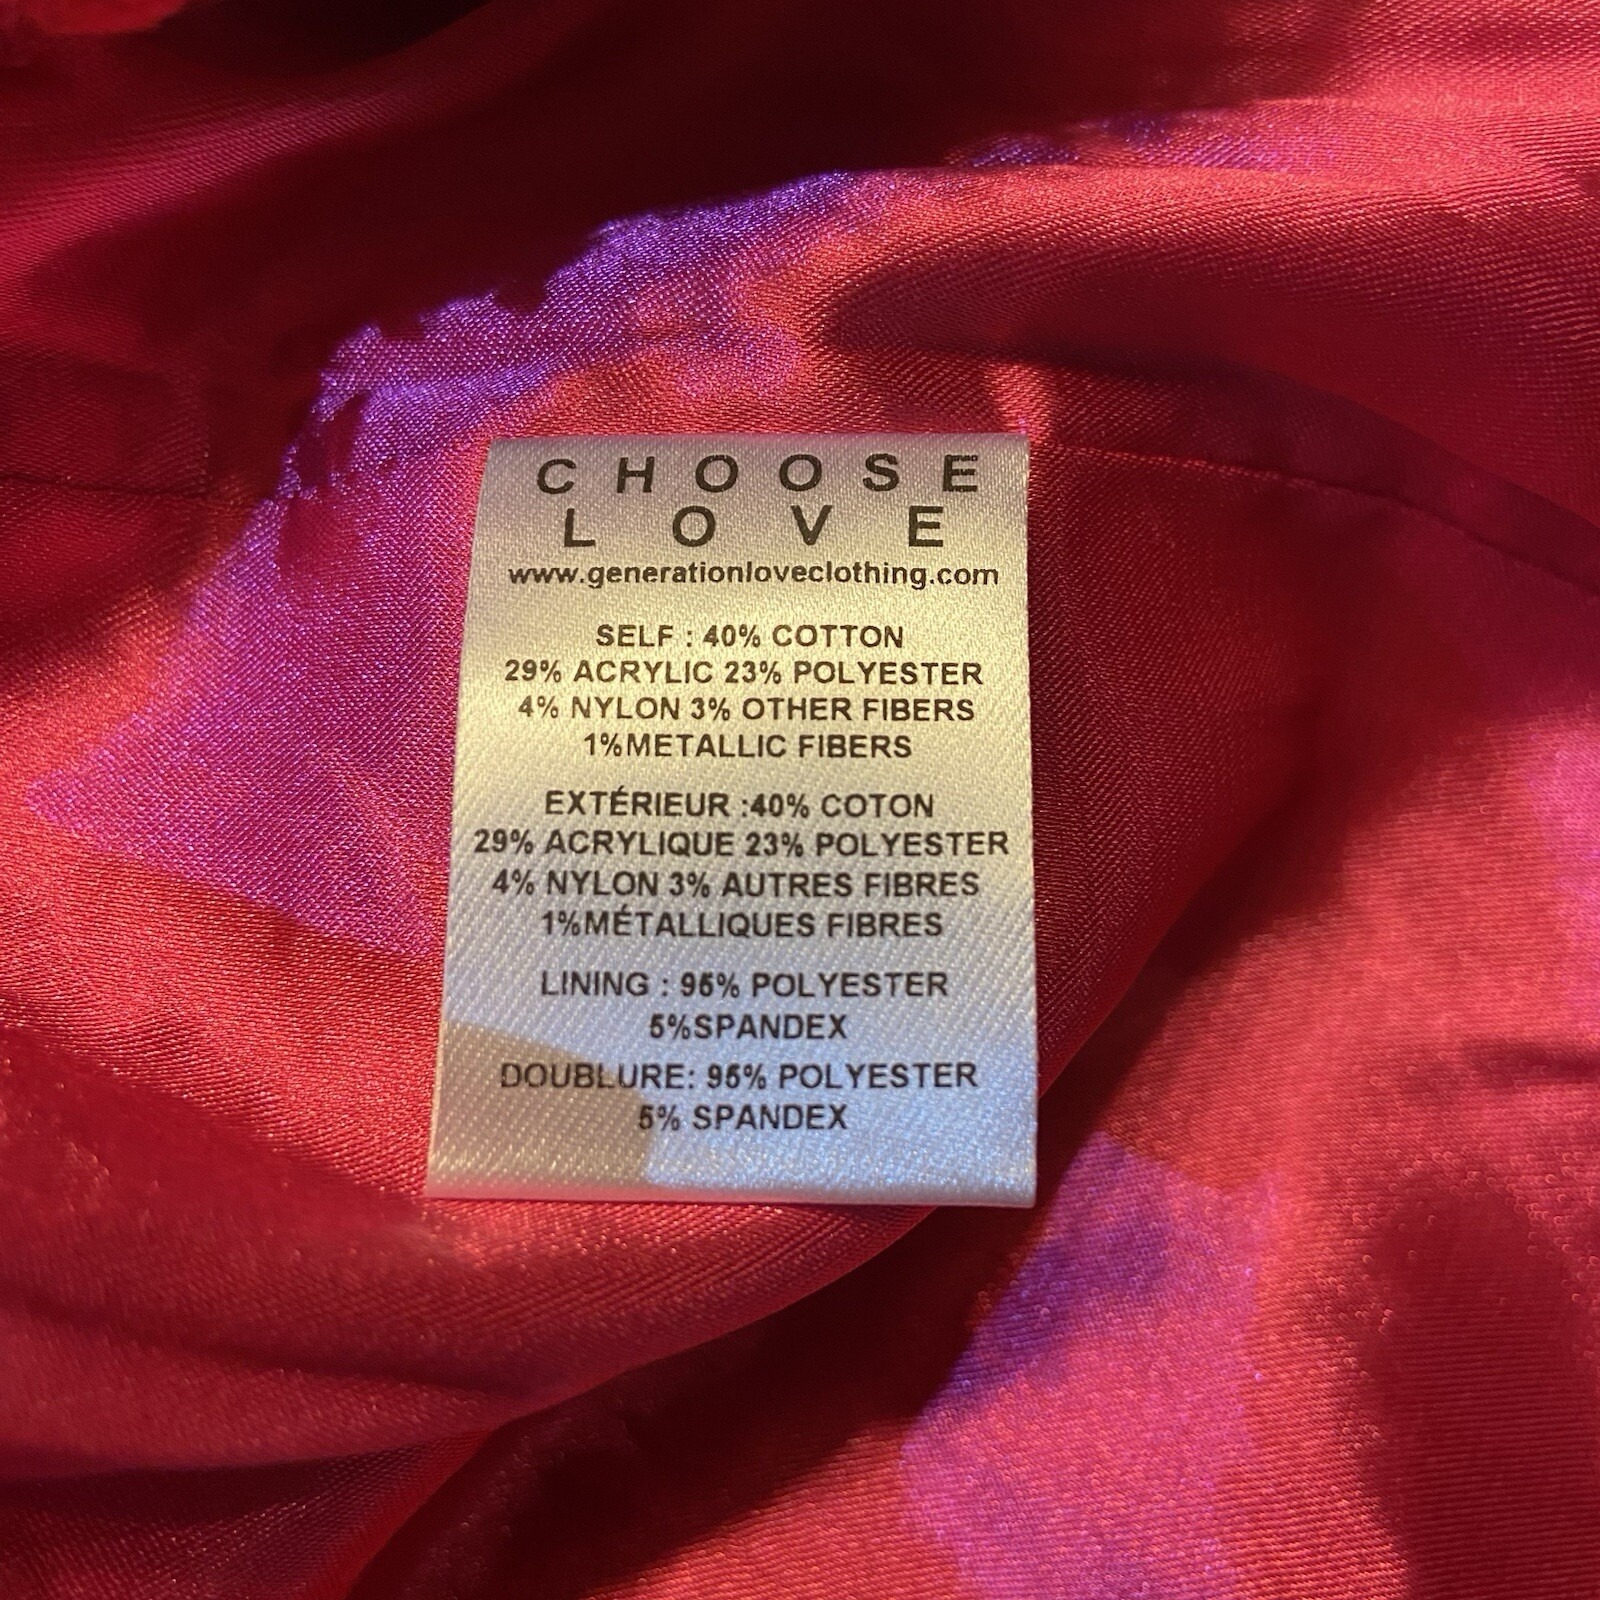 CHOOSE
LOVE
www.generationloveclothing.com
SELF : 40% COTTON
29% ACRYLIC 23% POLYESTER
4% NYLON 3% OTHER FIBERS
1%METALLIC FIBERS
EXTÉRIEUR :40% COTON
29% ACRYLIQUE 23% POLYESTER
4% NYLON 3% AUTRES FIBRES
1%MÉTALLIQUES FIBRES
LINING : 95% POLYESTER
5%SPANDEX
DOUBLURE: 95% POLYESTER
5% SPANDEX